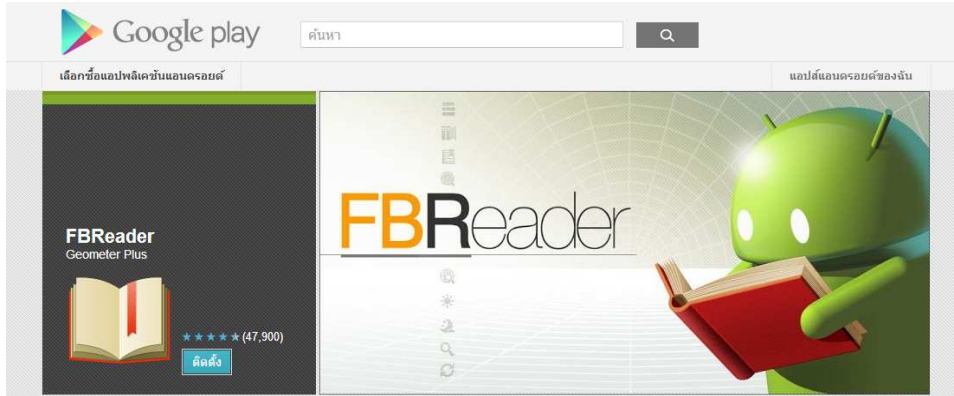 Google play
ค้นหา
เลือกซื้อแอปพลิเคชันแอนดรอยด์
แอปส์แอนดรอยด์ของฉัน
FBReader
Geometer Plus
(47,900)
ติดตั้ง
FBReader